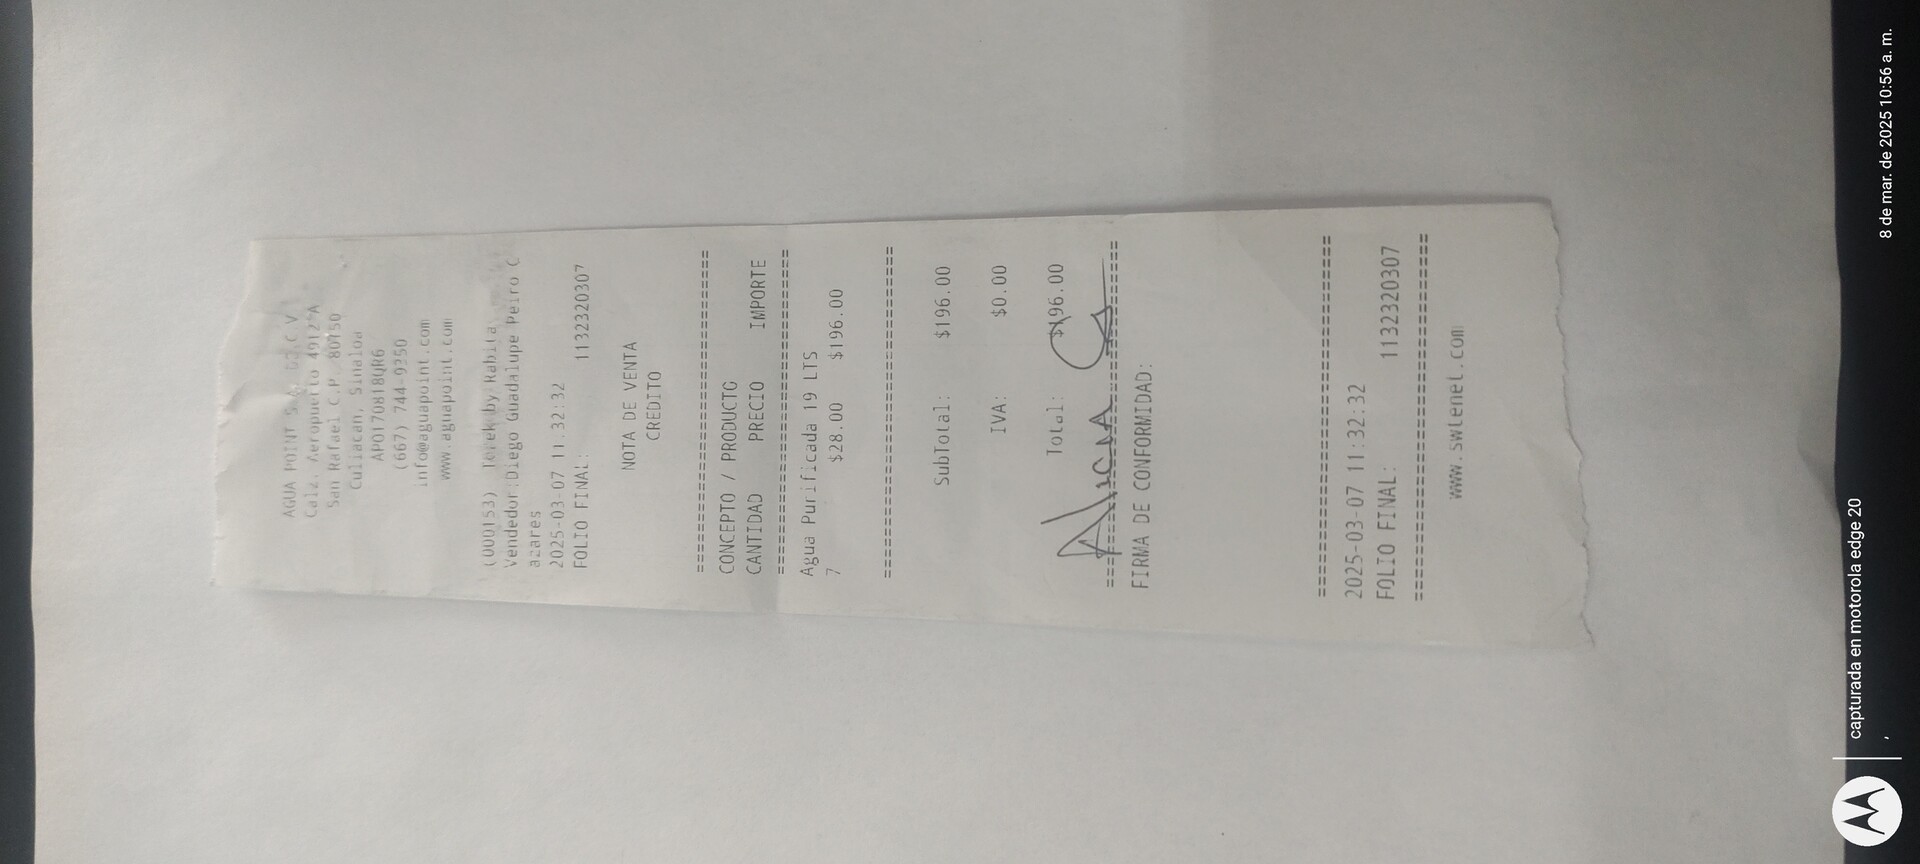 AGUA POINT S.A. DE C.V.
Calz. Aeropuerto 4912-A
San Rafael C.P. 80150
Culiacan, Sinaloa
APO170818QR6
(667) 744-9350
info@aguapoint.com
www.aguapoint.com
(000153) by Rabita
Vendedor:Diego Guadalupe Peiro C
azares
2025-03-07 11:32:32
FOLIO FINAL: 1132320307
NOTA DE VENTA
CREDITO
================================
CONCEPTO / PRODUCTO
CANTIDAD PRECIO IMPORTE
================================
Agua Purificada 19 LTS
7 $28.00 $196.00
================================
SubTotal: $196.00
IVA: $0.00
Total: $196.00
Alicia
================================
FIRMA DE CONFORMIDAD:
================================
2025-03-07 11:32:32
FOLIO FINAL: 1132320307
================================
www.swtenet.com
capturada en motorola edge 20
, 8 de mar. de 2025 10:56 a. m.